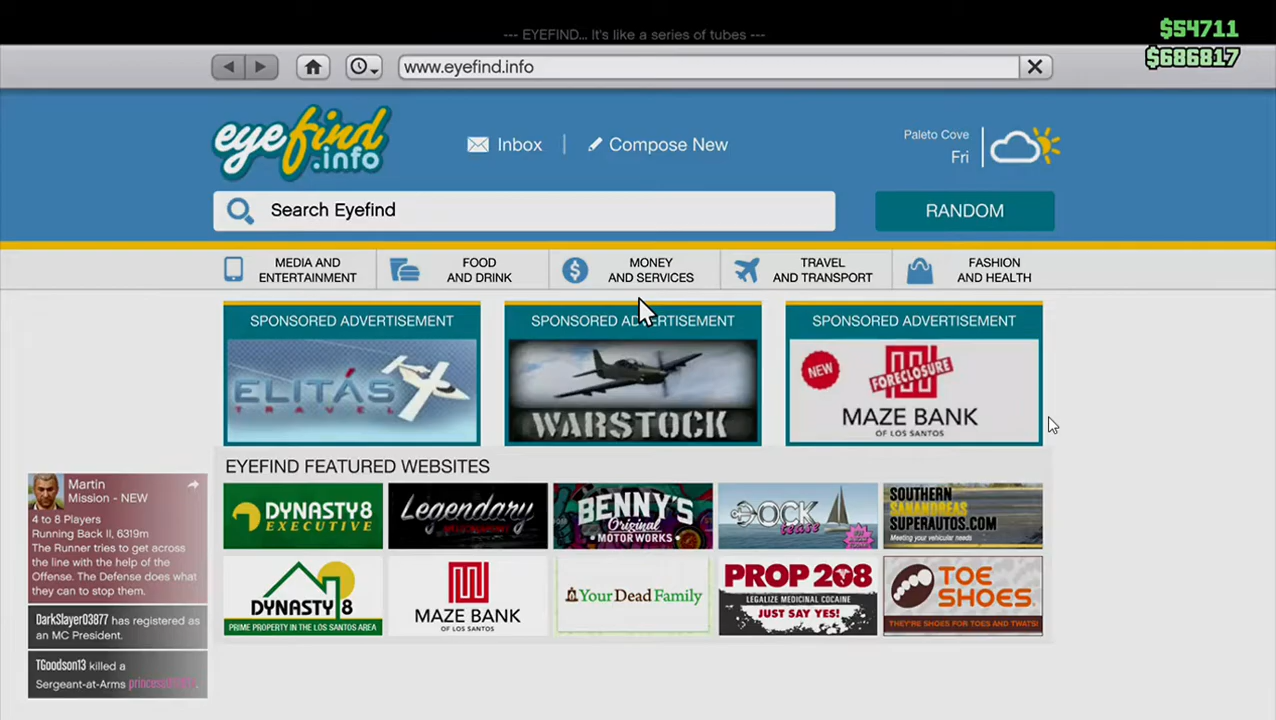 --- EYEFIND... It's like a series of tubes ---
$54711
$686817
www.eyefind.info
eyefind
.info
Inbox
Compose New
Paleto Cove
Fri
Search Eyefind
RANDOM
MEDIA AND
ENTERTAINMENT
FOOD
AND DRINK
MONEY
AND SERVICES
TRAVEL
AND TRANSPORT
FASHION
AND HEALTH
SPONSORED ADVERTISEMENT
ELITÁS
TRAVEL
SPONSORED ADVERTISEMENT
WARSTOCK
SPONSORED ADVERTISEMENT
NEW
FORECLOSURE
MAZE BANK
OF LOS SANTOS
EYEFIND FEATURED WEBSITES
DYNASTY8
EXECUTIVE
Legendary
BENNY'S
Original
MOTOR WORKS
DOCK
tease
SOUTHERN
SANANDREAS
SUPERAUTOS.COM
Meeting your vehicular needs
DYNASTY 8
PRIME PROPERTY IN THE LOS SANTOS AREA
MAZE BANK
OF LOS SANTOS
YourDeadFamily
PROP 208
LEGALIZE MEDICINAL COCAINE
JUST SAY YES!
TOE
SHOES.
THEY'RE SHOES FOR TOES AND TWATS!
Martin
Mission - NEW
4 to 8 Players
Running Back II, 6319m
The Runner tries to get across
the line with the help of the
Offense. The Defense does what
they can to stop them.
DarkSlayer03877 has registered as
an MC President.
TGoodson13 killed a
Sergeant-at-Arms